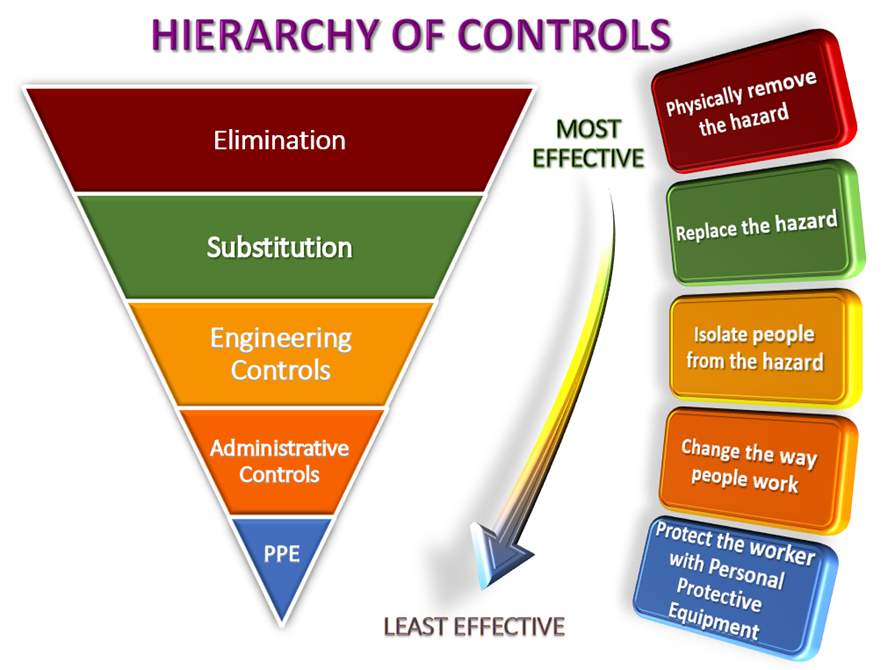 HIERARCHY OF CONTROLS
Elimination
Substitution
Engineering
Controls
Administrative
Controls
PPE
MOST
EFFECTIVE
LEAST EFFECTIVE
Physically remove
the hazard
Replace the hazard
Isolate people
from the hazard
Change the way
people work
Protect the worker
with Personal
Protective
Equipment